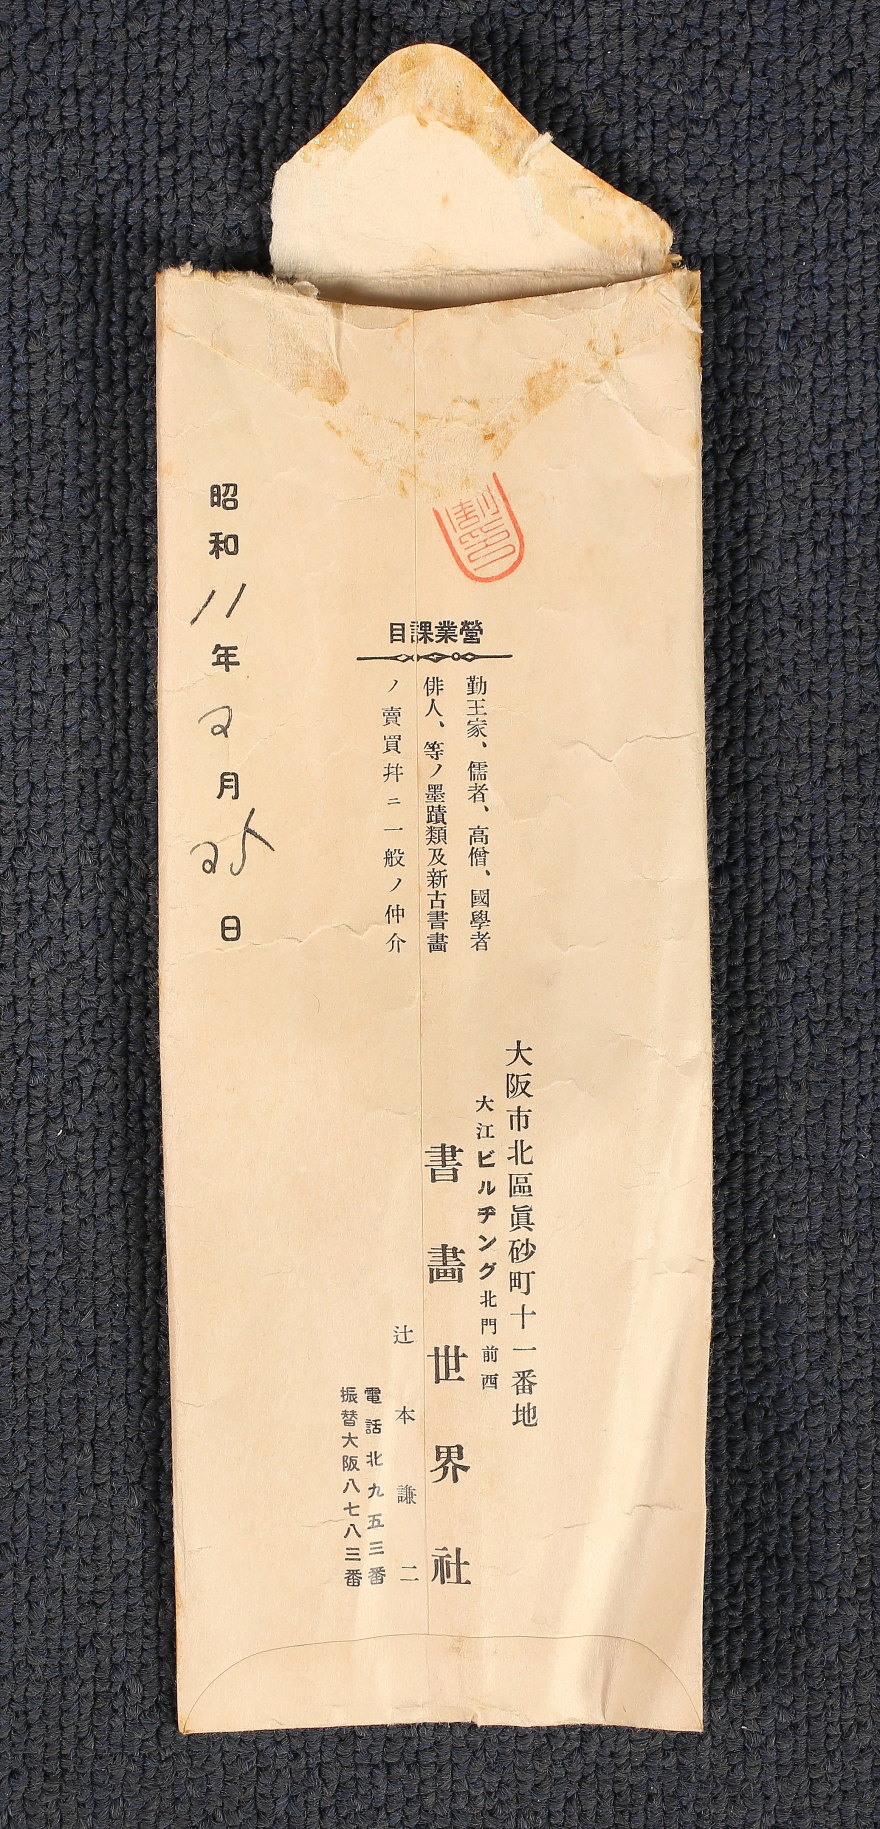 營業課目
勤王家、儒者、高僧、國學者
俳人、等ノ墨蹟類及新古書畫
ノ賣買幷ニ一般ノ仲介
大阪市北區眞砂町十一番地
大江ビルヂング北門前西
書畫世界社
辻本謙二
電話北九五三番
振替大阪八七八三番
昭和11年2月25日